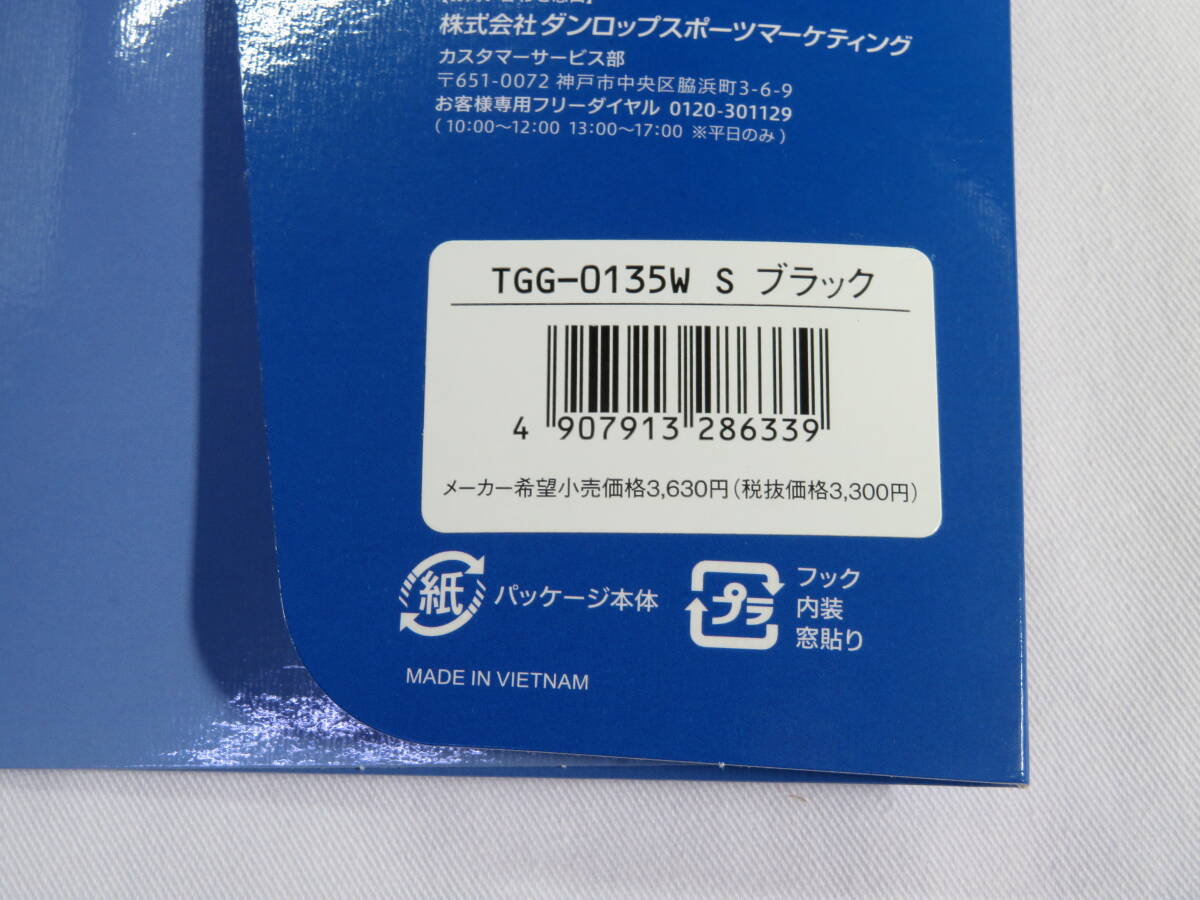 株式会社 ダンロップスポーツマーケティング
カスタマーサービス部
〒651-0072 神戸市中央区脇浜町3-6-9
お客様専用フリーダイヤル 0120-301129
( 10:00～12:00 13:00～17:00 ※平日のみ )
TGG-0135W S ブラック
4 907913 286339
メーカー希望小売価格3,630円(税抜価格3,300円)
紙 パッケージ本体
プラ
フック
内装
窓貼り
MADE IN VIETNAM